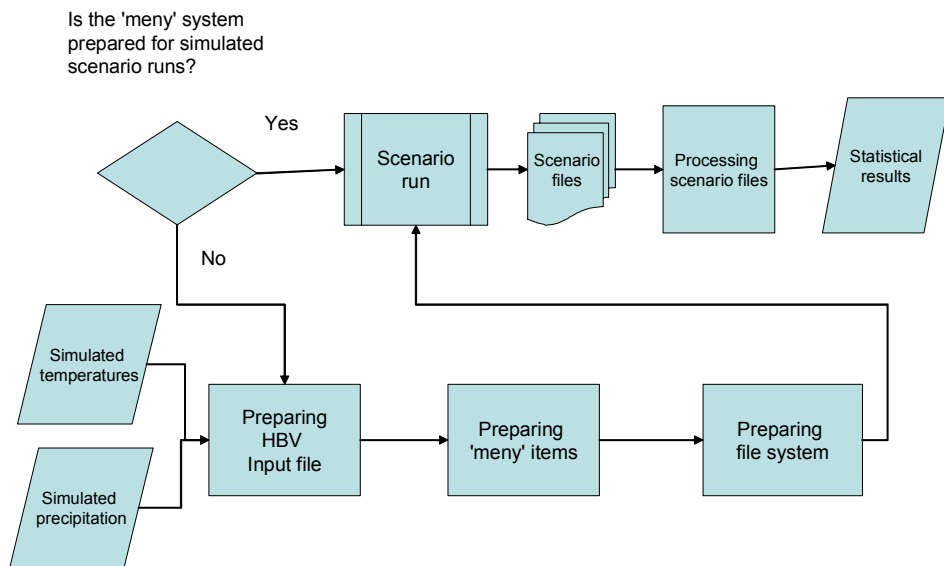 Is the 'meny' system
prepared for simulated
scenario runs?
Yes
Scenario
run
Scenario
files
Processing
scenario files
Statistical
results
No
Simulated
temperatures
Preparing
HBV
Input file
Preparing
'meny' items
Preparing
file system
Simulated
precipitation